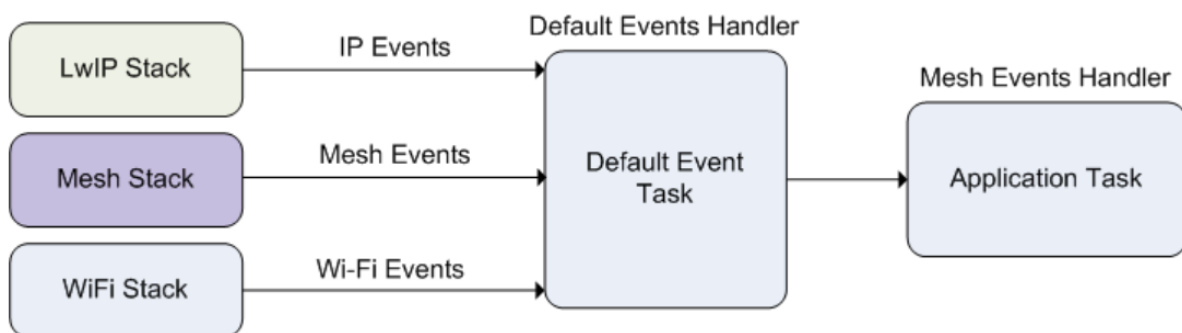 Default Events Handler
LwIP Stack
IP Events
Mesh Events Handler
Mesh Stack
Mesh Events
Default Event
Task
Application Task
WiFi Stack
Wi-Fi Events